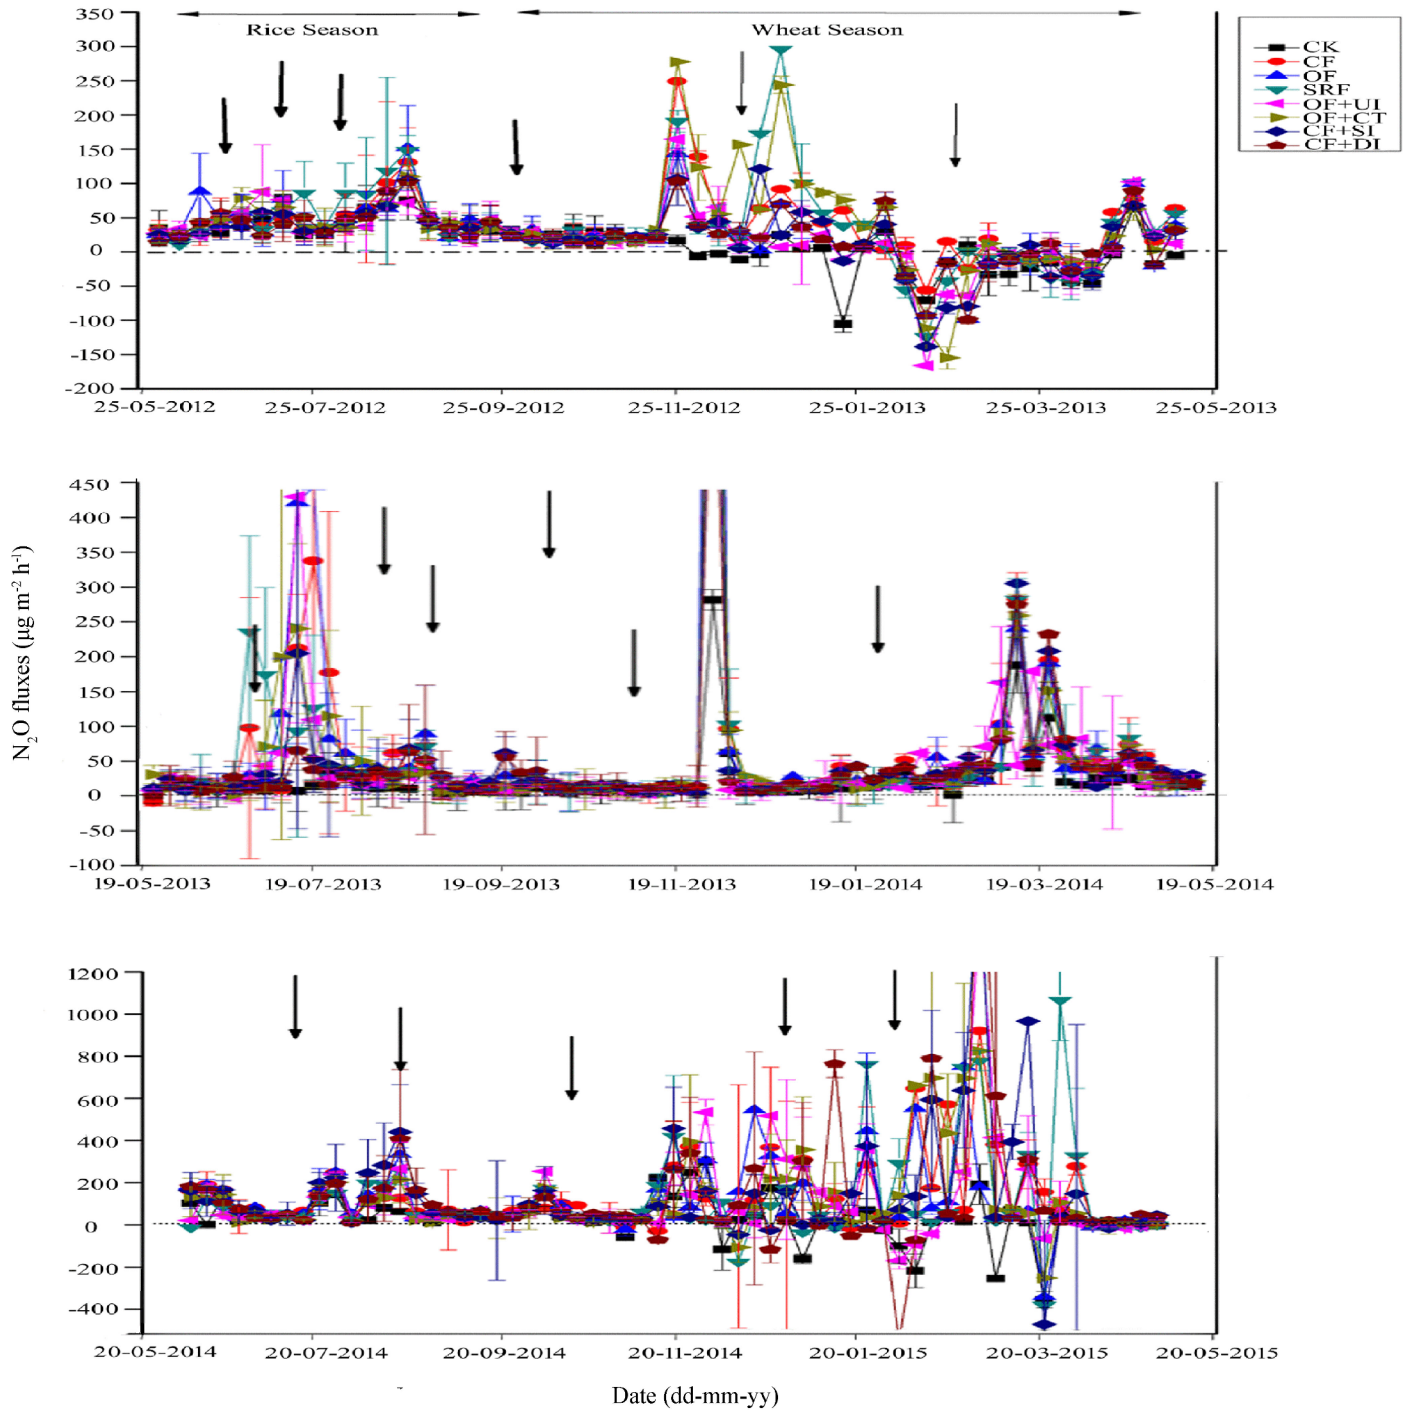 Rice Season
Wheat Season
CK
CF
OF
SRF
OF+UI
OF+CT
CF+SI
CF+DI
350
300
250
200
150
100
50
0
-50
-100
-150
-200
25-05-2012 25-07-2012 25-09-2012 25-11-2012 25-01-2013 25-03-2013 25-05-2013
450
400
350
300
250
200
150
100
50
0
-50
-100
19-05-2013 19-07-2013 19-09-2013 19-11-2013 19-01-2014 19-03-2014 19-05-2014
N₂O fluxes (µg m⁻² h⁻¹)
1200
1000
800
600
400
200
0
-200
-400
20-05-2014 20-07-2014 20-09-2014 20-11-2014 20-01-2015 20-03-2015 20-05-2015
Date (dd-mm-yy)